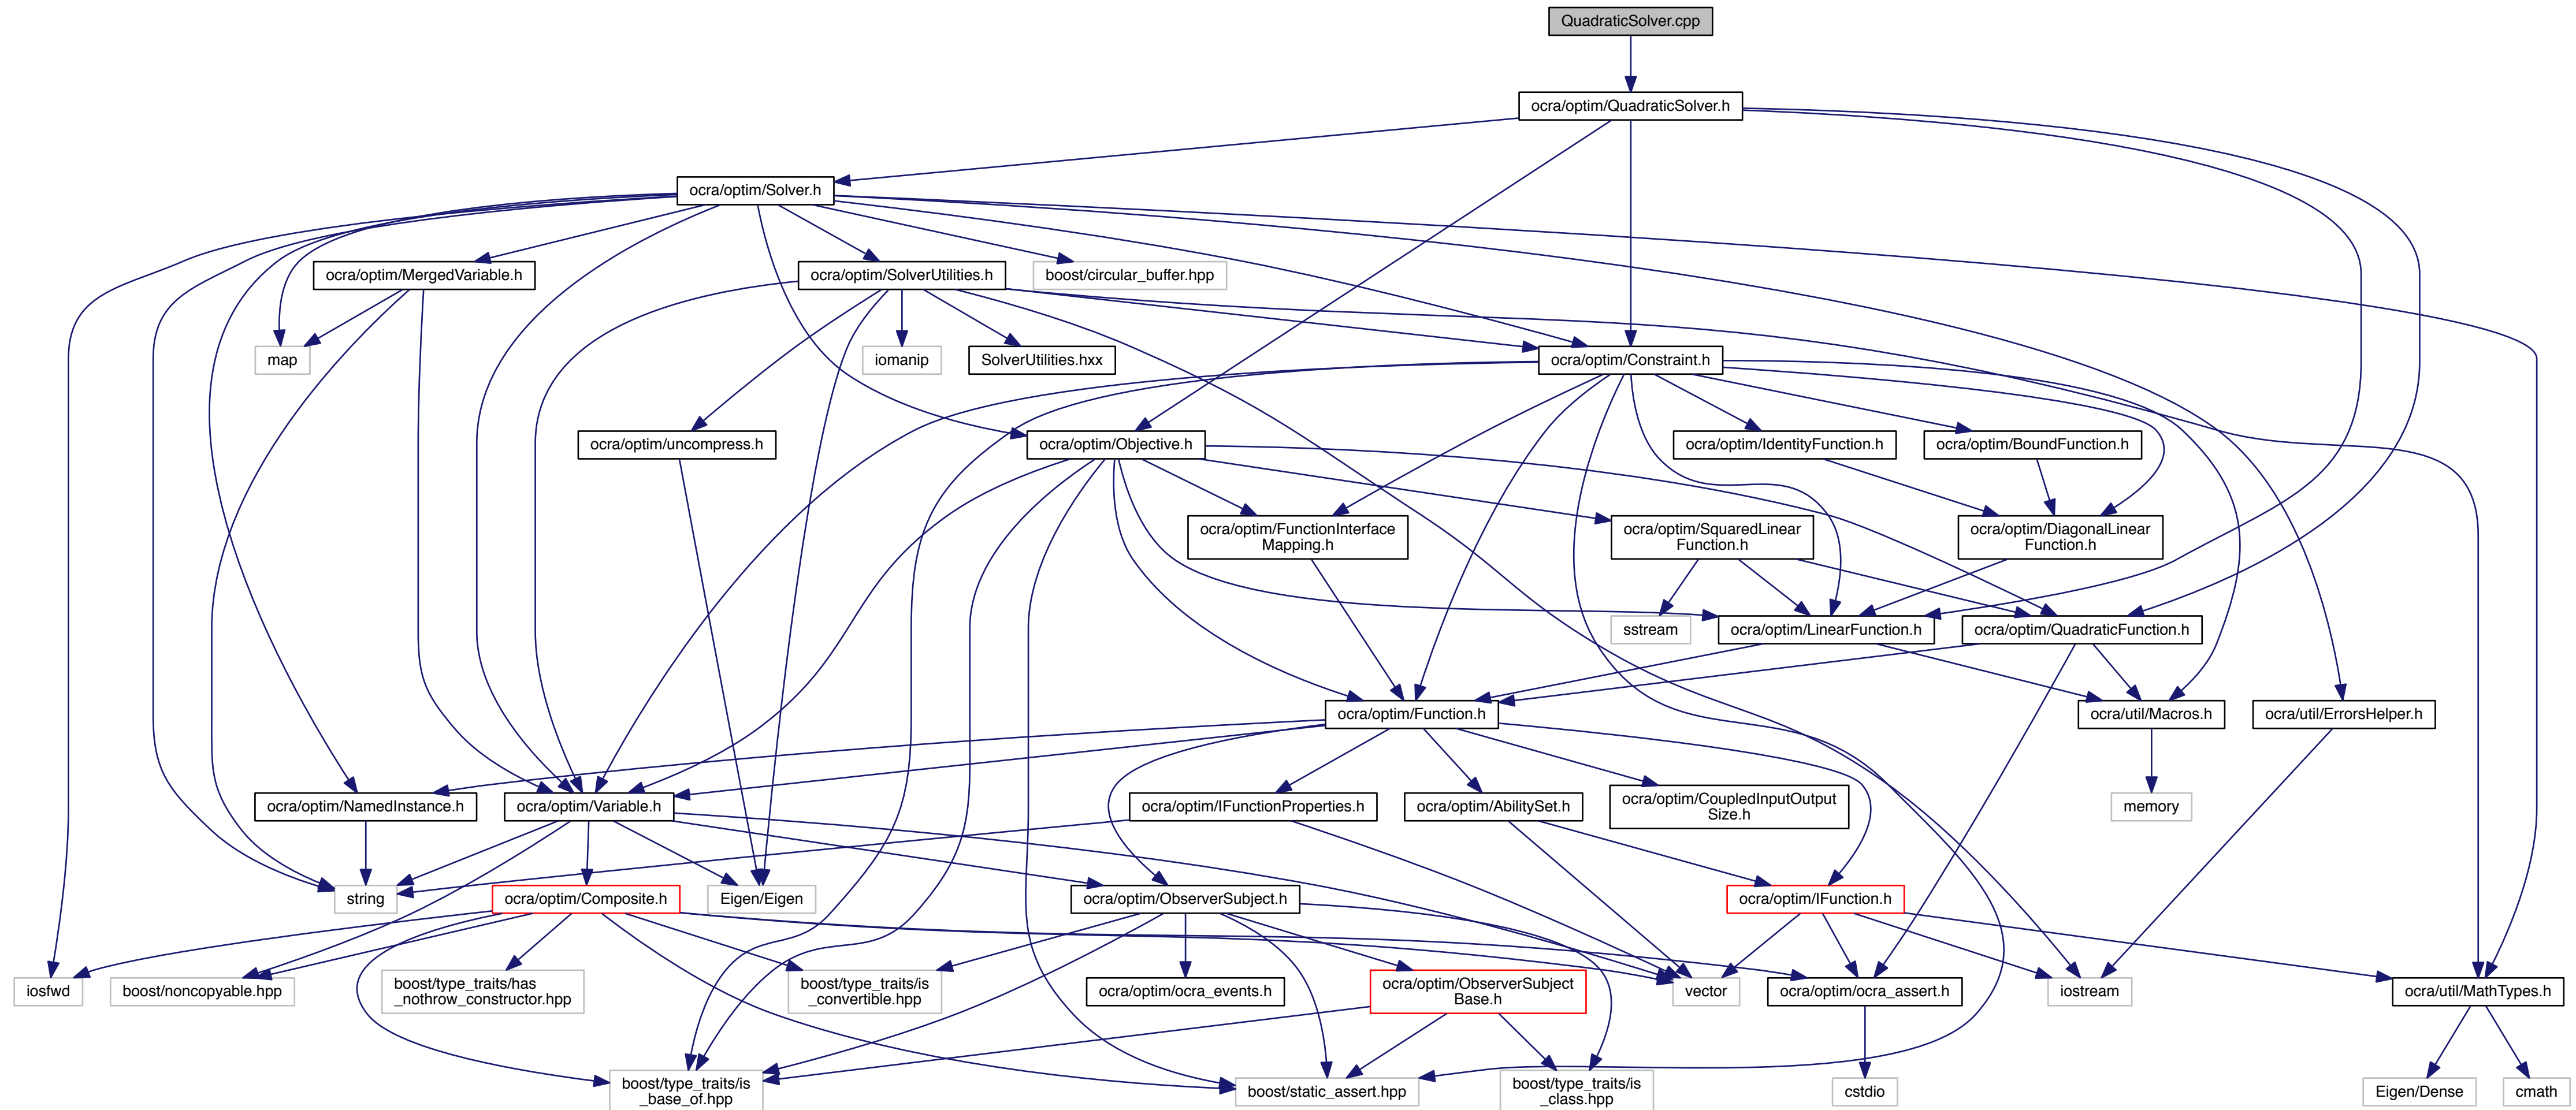 QuadraticSolver.cpp
ocra/optim/QuadraticSolver.h
ocra/optim/Solver.h
ocra/optim/MergedVariable.h
ocra/optim/SolverUtilities.h
boost/circular_buffer.hpp
map
iomanip
SolverUtilities.hxx
ocra/optim/Constraint.h
ocra/optim/uncompress.h
ocra/optim/Objective.h
ocra/optim/IdentityFunction.h
ocra/optim/BoundFunction.h
ocra/optim/FunctionInterface
Mapping.h
ocra/optim/SquaredLinear
Function.h
ocra/optim/DiagonalLinear
Function.h
sstream
ocra/optim/LinearFunction.h
ocra/optim/QuadraticFunction.h
ocra/optim/Function.h
ocra/util/Macros.h
ocra/util/ErrorsHelper.h
ocra/optim/NamedInstance.h
ocra/optim/Variable.h
ocra/optim/IFunctionProperties.h
ocra/optim/AbilitySet.h
ocra/optim/CoupledInputOutput
Size.h
memory
string
ocra/optim/Composite.h
Eigen/Eigen
ocra/optim/ObserverSubject.h
ocra/optim/IFunction.h
iosfwd
boost/noncopyable.hpp
boost/type_traits/has
_nothrow_constructor.hpp
boost/type_traits/is
_convertible.hpp
ocra/optim/ocra_events.h
ocra/optim/ObserverSubject
Base.h
vector
ocra/optim/ocra_assert.h
iostream
ocra/util/MathTypes.h
boost/type_traits/is
_base_of.hpp
boost/static_assert.hpp
boost/type_traits/is
_class.hpp
cstdio
Eigen/Dense
cmath